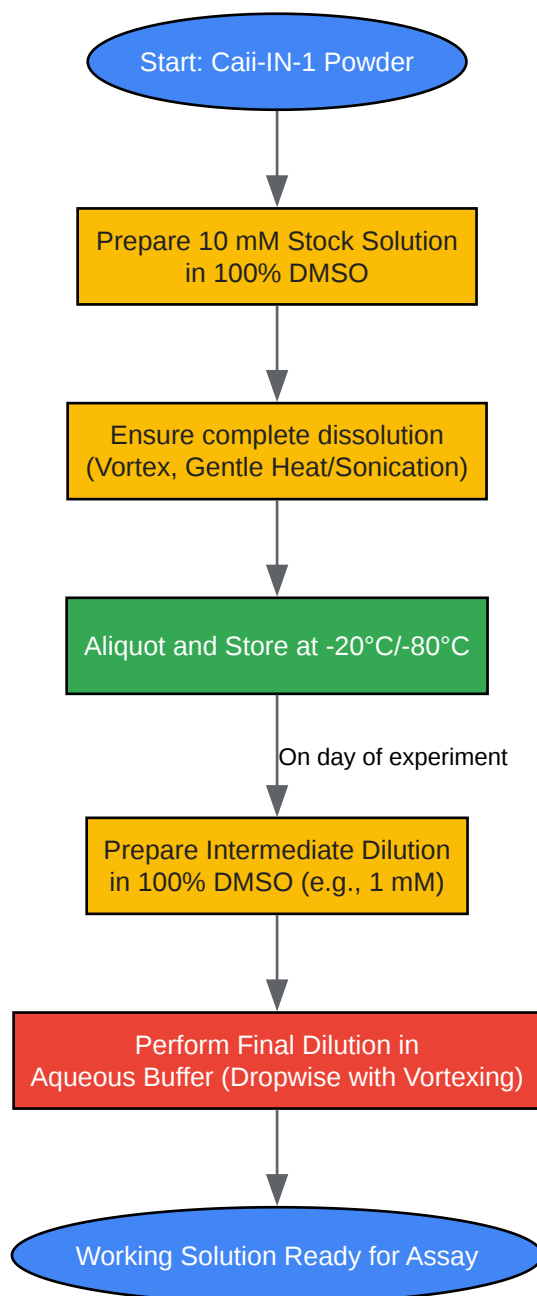 Start: Caii-IN-1 Powder
Prepare 10 mM Stock Solution
in 100% DMSO
Ensure complete dissolution
(Vortex, Gentle Heat/Sonication)
Aliquot and Store at -20°C/-80°C
On day of experiment
Prepare Intermediate Dilution
in 100% DMSO (e.g., 1 mM)
Perform Final Dilution in
Aqueous Buffer (Dropwise with Vortexing)
Working Solution Ready for Assay